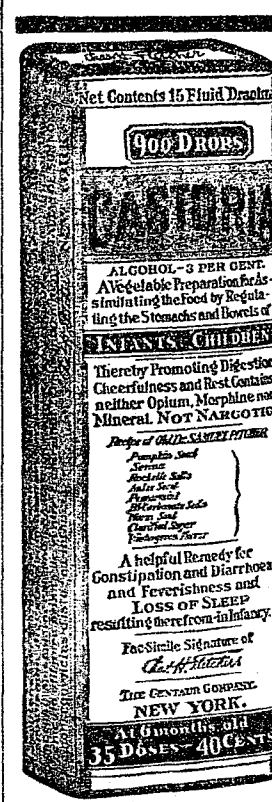 Net Contents 15 Fluid Drachm
900 DROPS
CASTORIA
ALCOHOL-3 PER CENT.
A Vegetable Preparation for As-
similating the Food by Regula-
ting the Stomachs and Bowels of
INFANTS CHILDREN
Thereby Promoting Digestion
Cheerfulness and Rest Contains
neither Opium, Morphine nor
Mineral. NOT NARCOTIC
Recipe of Old Dr. SAMUEL PITCHER
Pumpkin Seed
Senna
Rochelle Salts
Anise Seed
Peppermint
Bi Carbonate Soda
Worm Seed
Clarified Sugar
Wintergreen Flavor
A helpful Remedy for
Constipation and Diarrhoea
and Feverishness and
LOSS OF SLEEP
resulting therefrom in Infancy.
Fac-Simile Signature of
Chas. H. Fletcher
THE CENTAUR COMPANY.
NEW YORK.
At 6 months old
35 DOSES - 40 CENTS